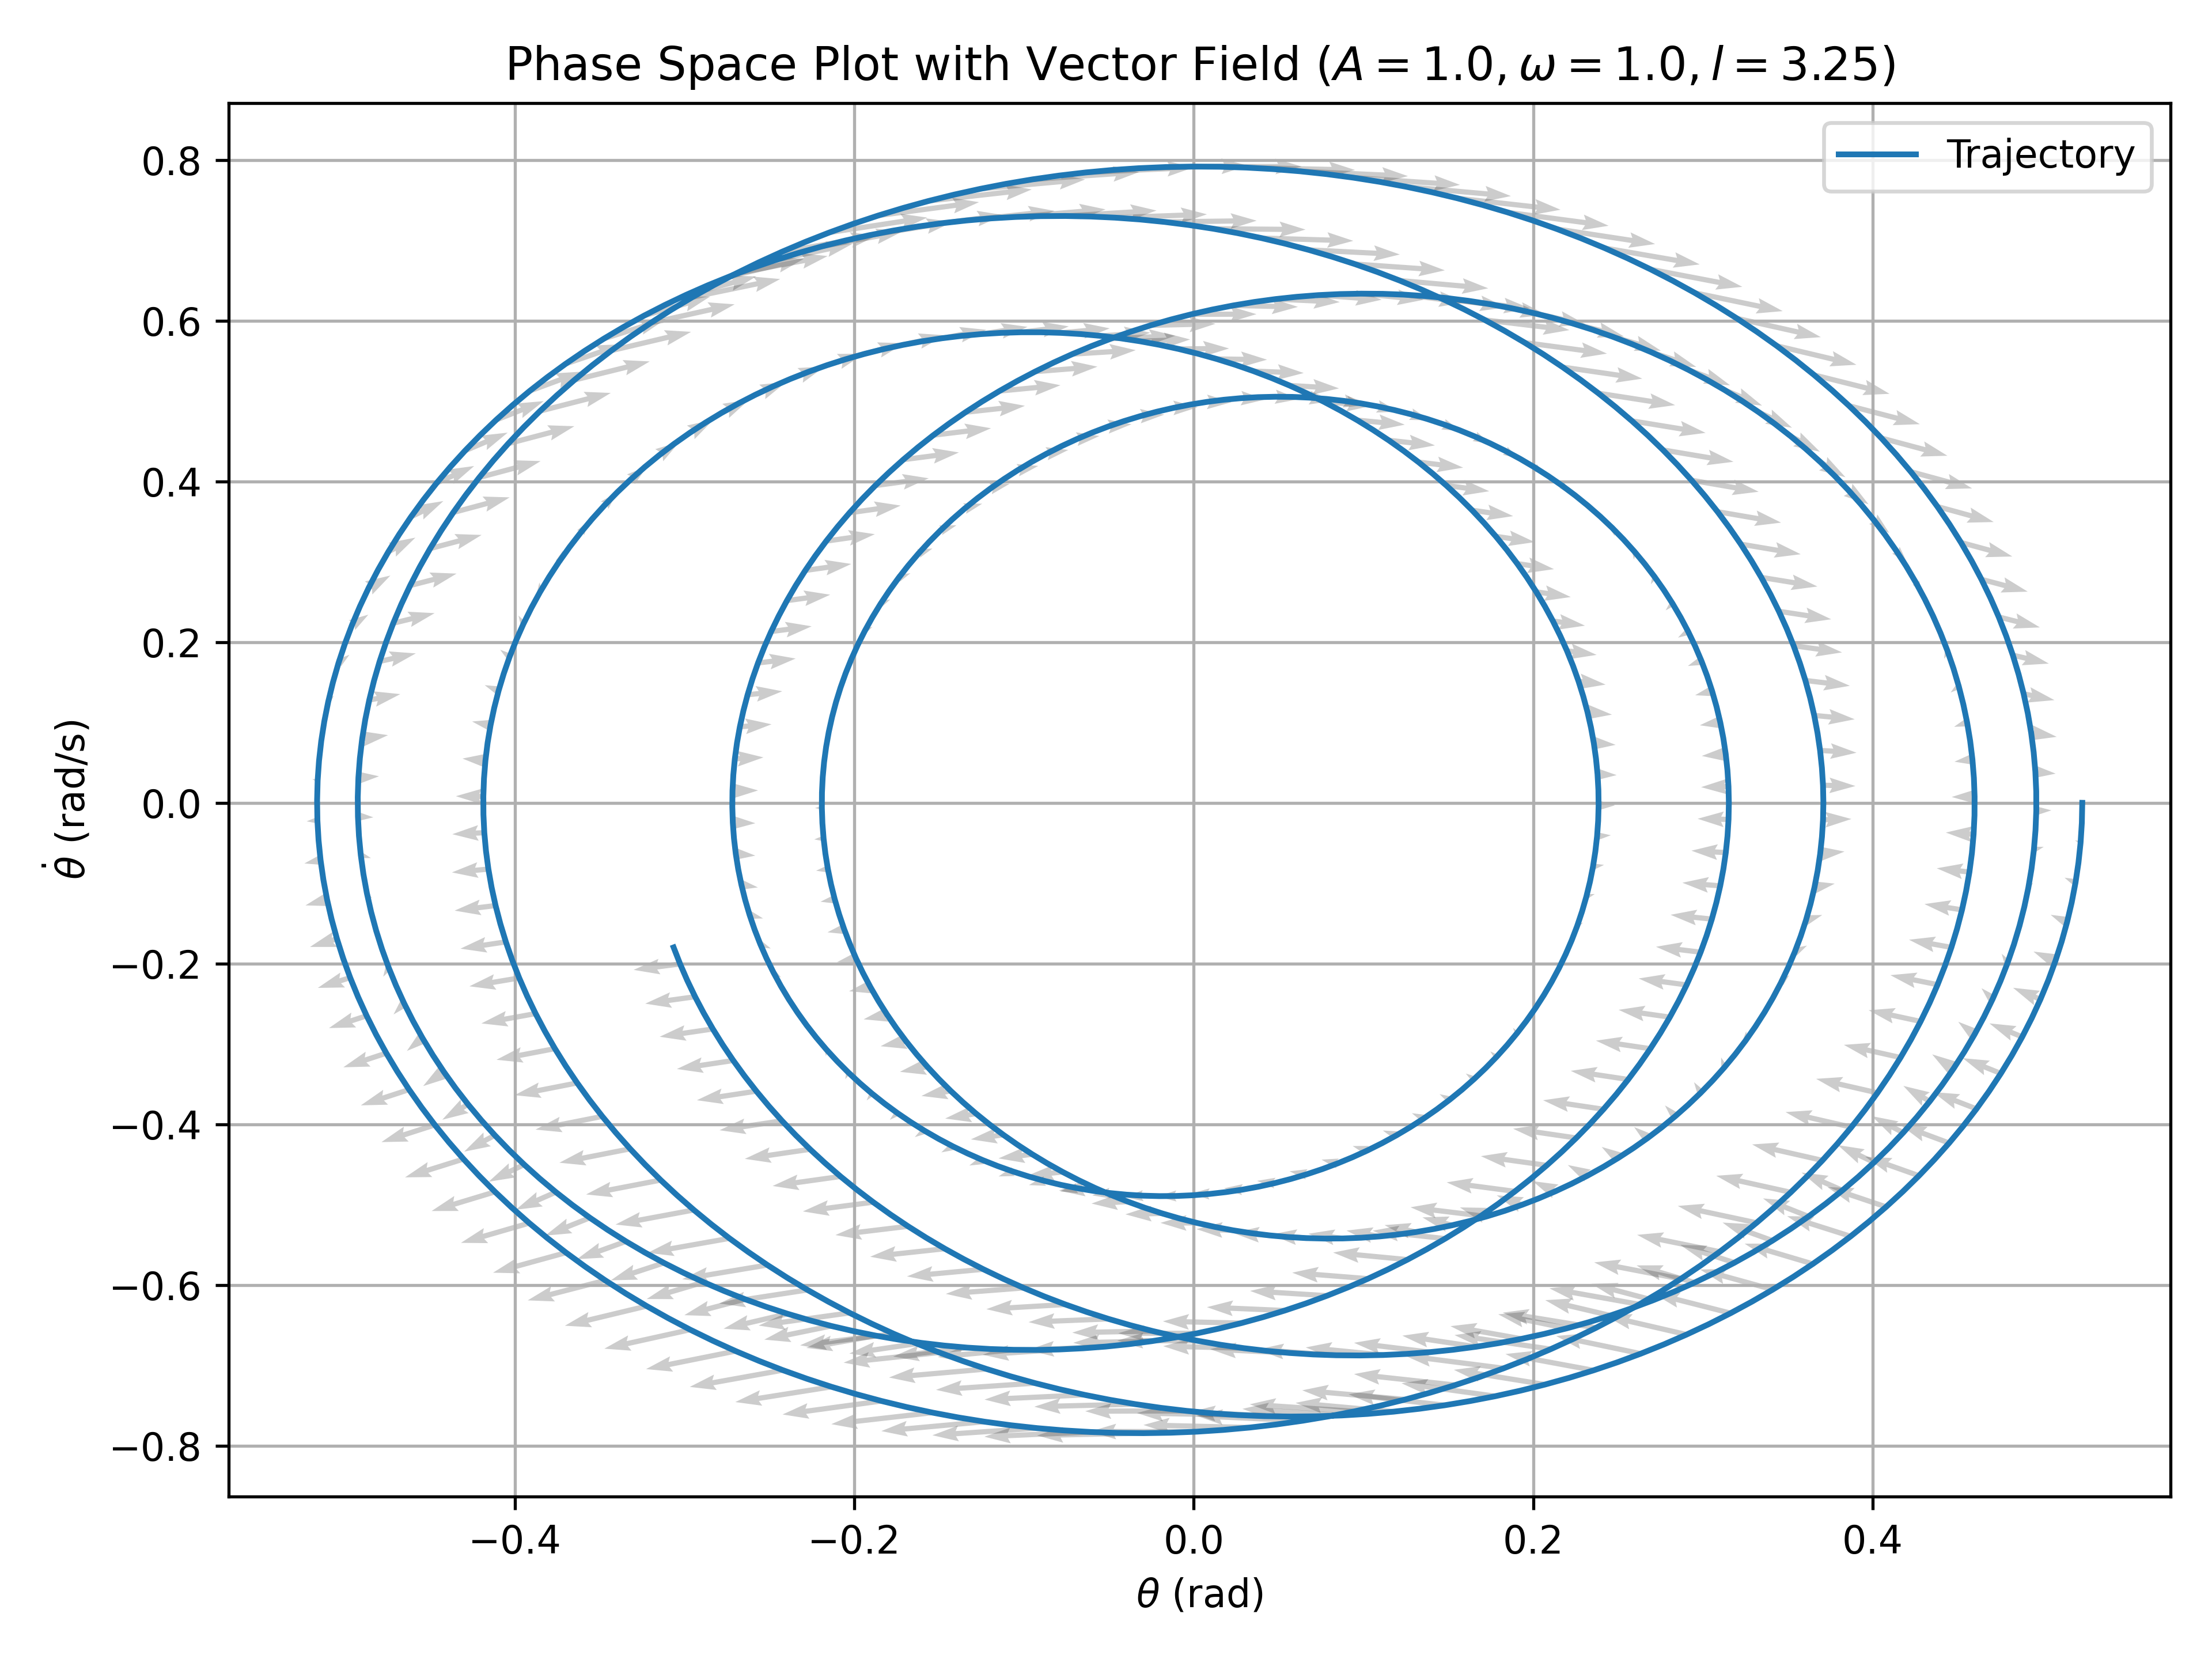 Phase Space Plot with Vector Field (A = 1.0, ω = 1.0, l = 3.25)
Trajectory
0.8
0.6
0.4
0.2
0.0
−0.2
−0.4
−0.6
−0.8
θ̇ (rad/s)
−0.4 −0.2 0.0 0.2 0.4
θ (rad)